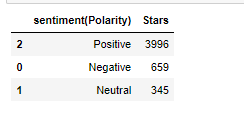 sentiment(Polarity) Stars
2 Positive 3996
0 Negative 659
1 Neutral 345